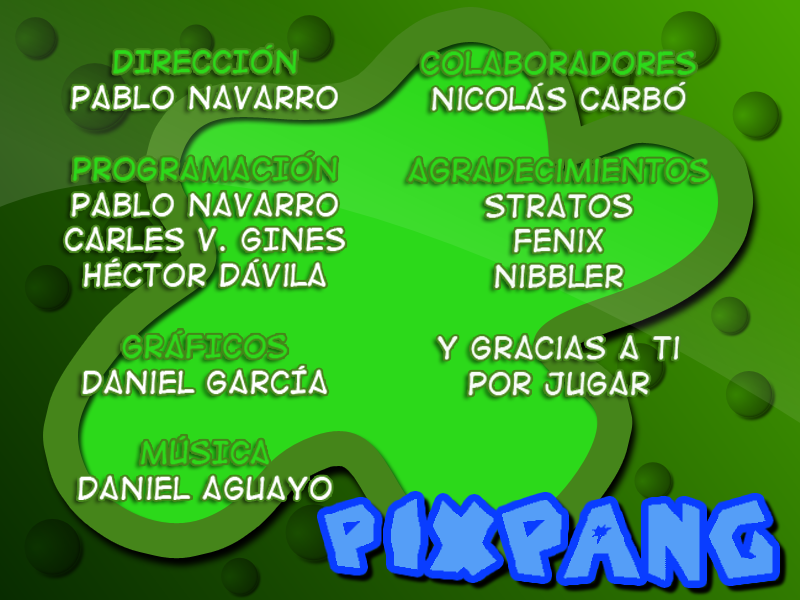 DIRECCIÓN
PABLO NAVARRO
PROGRAMACIÓN
PABLO NAVARRO
CARLES V. GINES
HÉCTOR DÁVILA
GRÁFICOS
DANIEL GARCÍA
MÚSICA
DANIEL AGUAYO
COLABORADORES
NICOLÁS CARBÓ
AGRADECIMIENTOS
STRATOS
FENIX
NIBBLER
Y GRACIAS A TI
POR JUGAR
PIXPANG